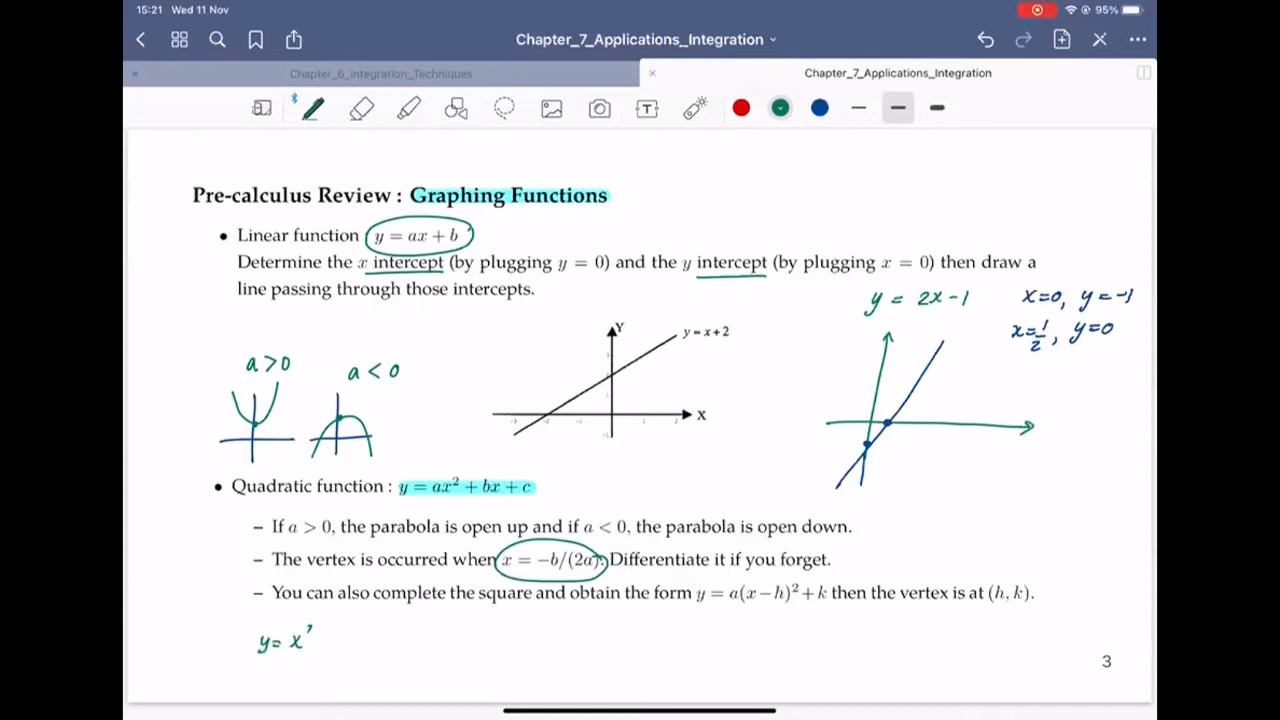 15:21 Wed 11 Nov
95%
Chapter_7_Applications_Integration
Chapter_6_Integration_Techniques
Chapter_7_Applications_Integration
T
Pre-calculus Review : Graphing Functions
• Linear function y = ax + b
Determine the x intercept (by plugging y = 0) and the y intercept (by plugging x = 0) then draw a
line passing through those intercepts.
y = 2x-1
x=0, y=-1
x=1/2, y=0
Y
y = x + 2
X
a>0
a<0
• Quadratic function : y = ax² + bx + c
– If a > 0, the parabola is open up and if a < 0, the parabola is open down.
– The vertex is occurred when x = −b/(2a). Differentiate it if you forget.
– You can also complete the square and obtain the form y = a(x−h)² + k then the vertex is at (h, k).
y= x
3